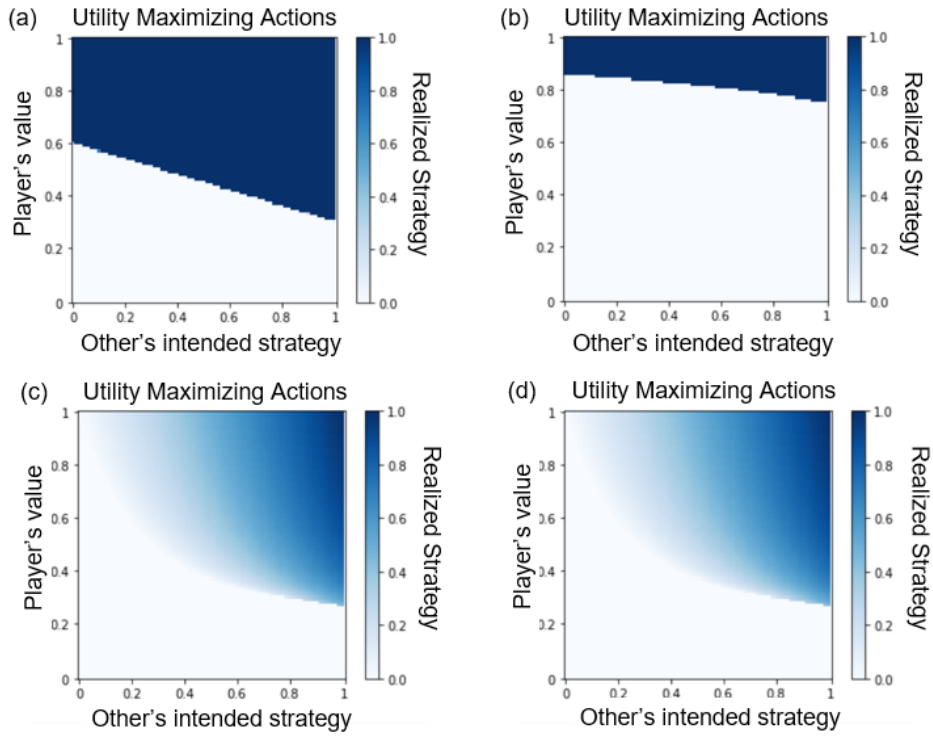 (a) Utility Maximizing Actions
1
0.8
0.6
0.4
0.2
0
0 0.2 0.4 0.6 0.8 1
Player's value
Other's intended strategy
1.0
0.8
0.6
0.4
0.2
0.0
Realized Strategy
(b) Utility Maximizing Actions
1
0.8
0.6
0.4
0.2
0
0 0.2 0.4 0.6 0.8 1
Player's value
Other's intended strategy
1.0
0.8
0.6
0.4
0.2
0.0
Realized Strategy
(c) Utility Maximizing Actions
1
0.8
0.6
0.4
0.2
0
0 0.2 0.4 0.6 0.8 1
Player's value
Other's intended strategy
1.0
0.8
0.6
0.4
0.2
0.0
Realized Strategy
(d) Utility Maximizing Actions
1
0.8
0.6
0.4
0.2
0
0 0.2 0.4 0.6 0.8 1
Player's value
Other's intended strategy
1.0
0.8
0.6
0.4
0.2
0.0
Realized Strategy